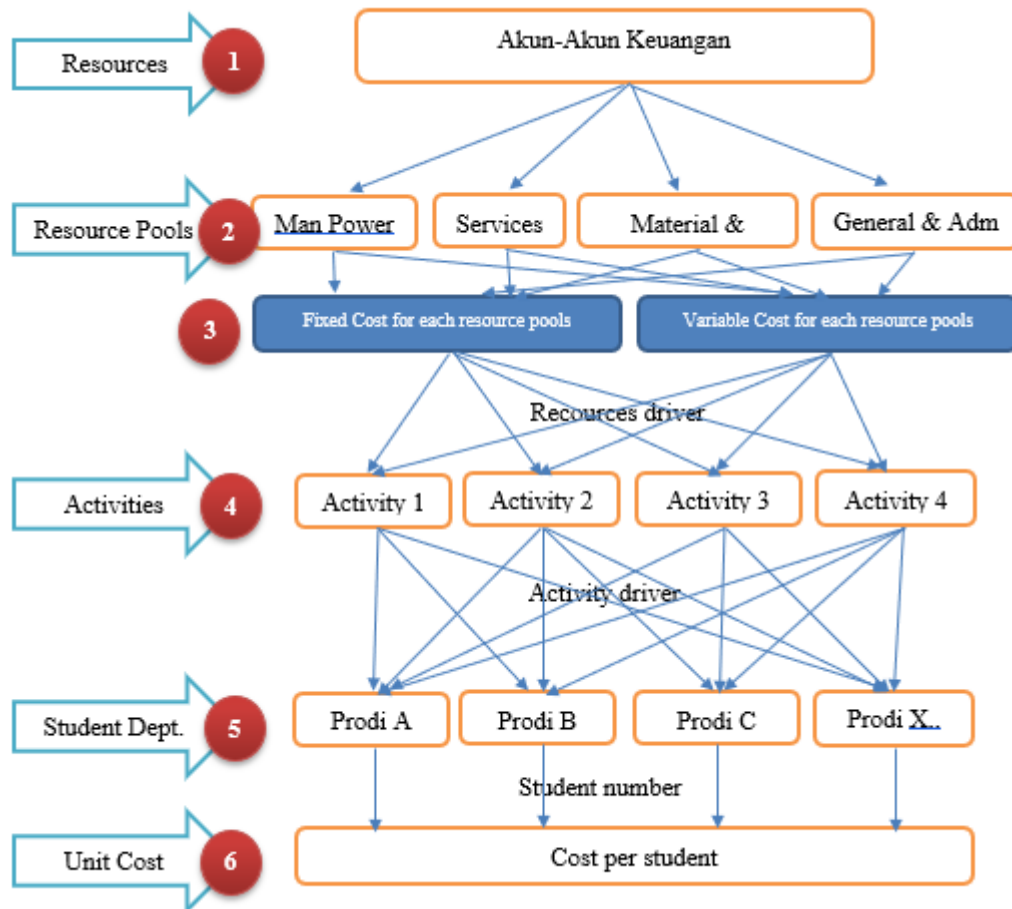 Resources
1
Akun-Akun Keuangan
Resource Pools
2
Man Power
Services
Material &
General & Adm
3
Fixed Cost for each resource pools
Variable Cost for each resource pools
Recources driver
Activities
4
Activity 1
Activity 2
Activity 3
Activity 4
Activity driver
Student Dept.
5
Prodi A
Prodi B
Prodi C
Prodi X..
Student number
Unit Cost
6
Cost per student